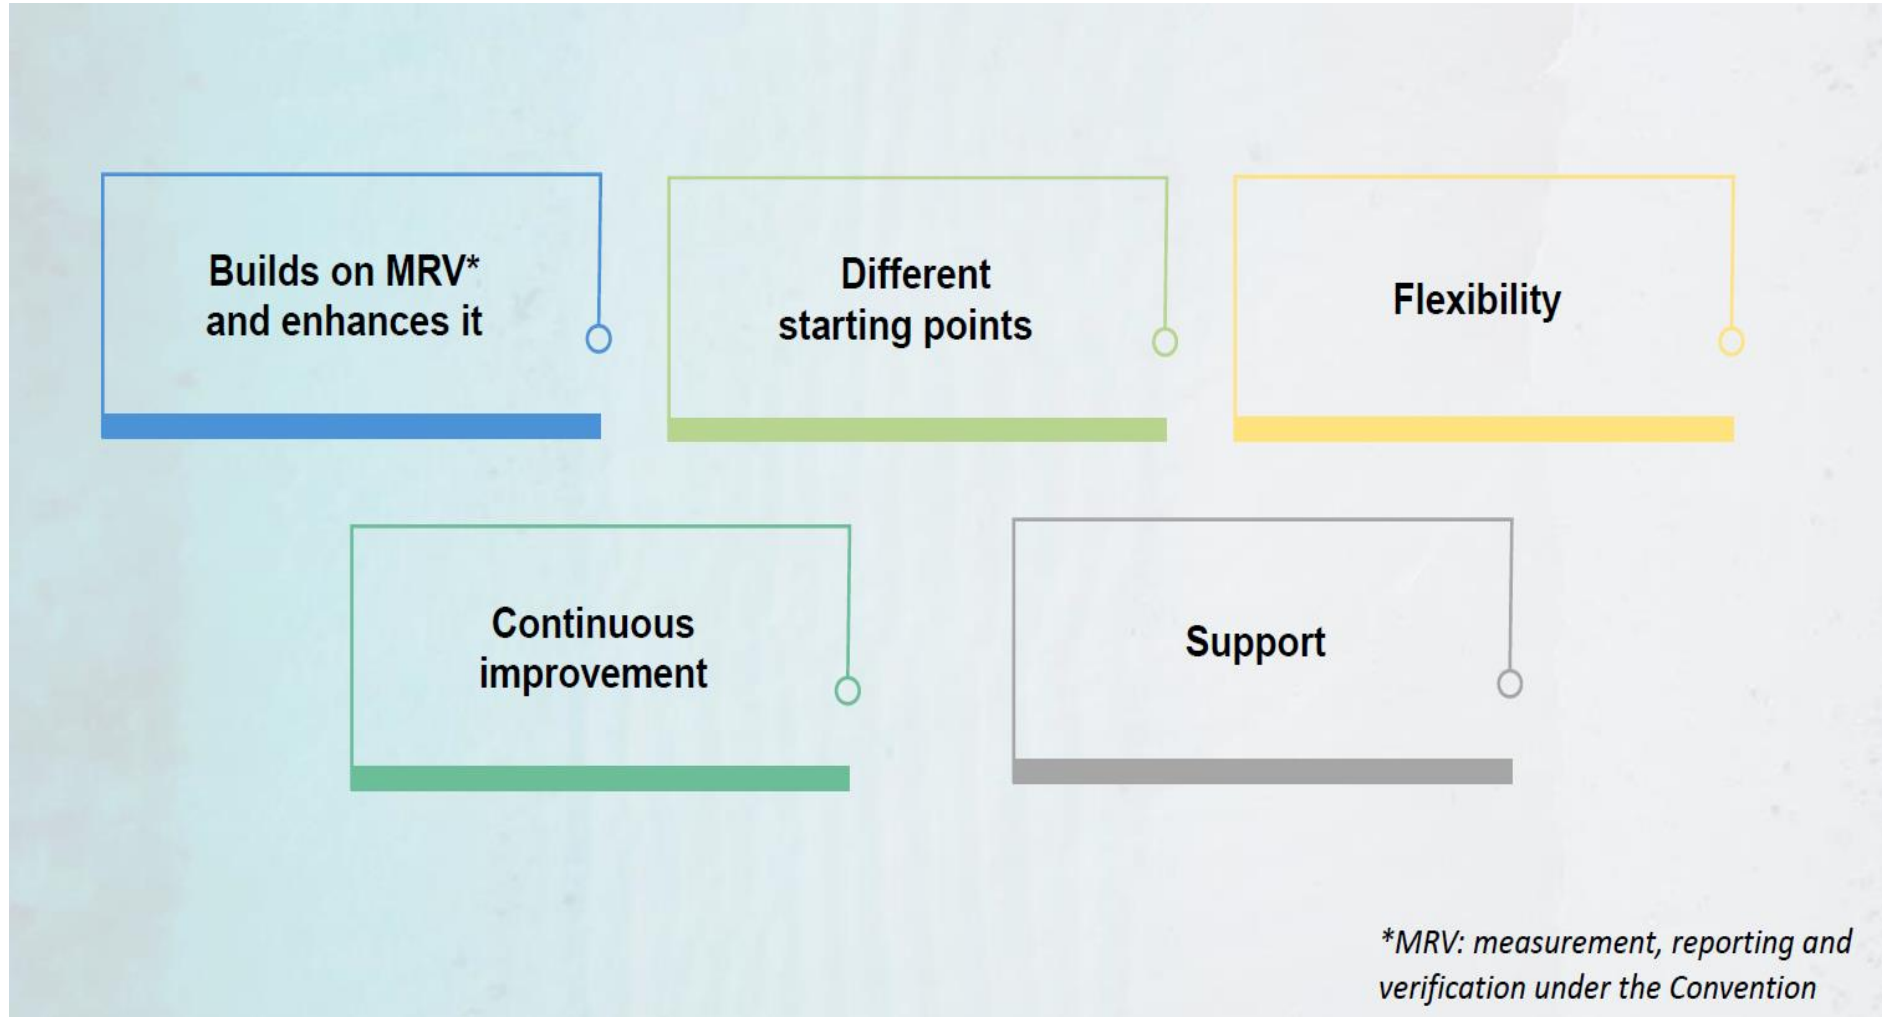 Builds on MRV*
and enhances it
Different
starting points
Flexibility
Continuous
improvement
Support
*MRV: measurement, reporting and
verification under the Convention